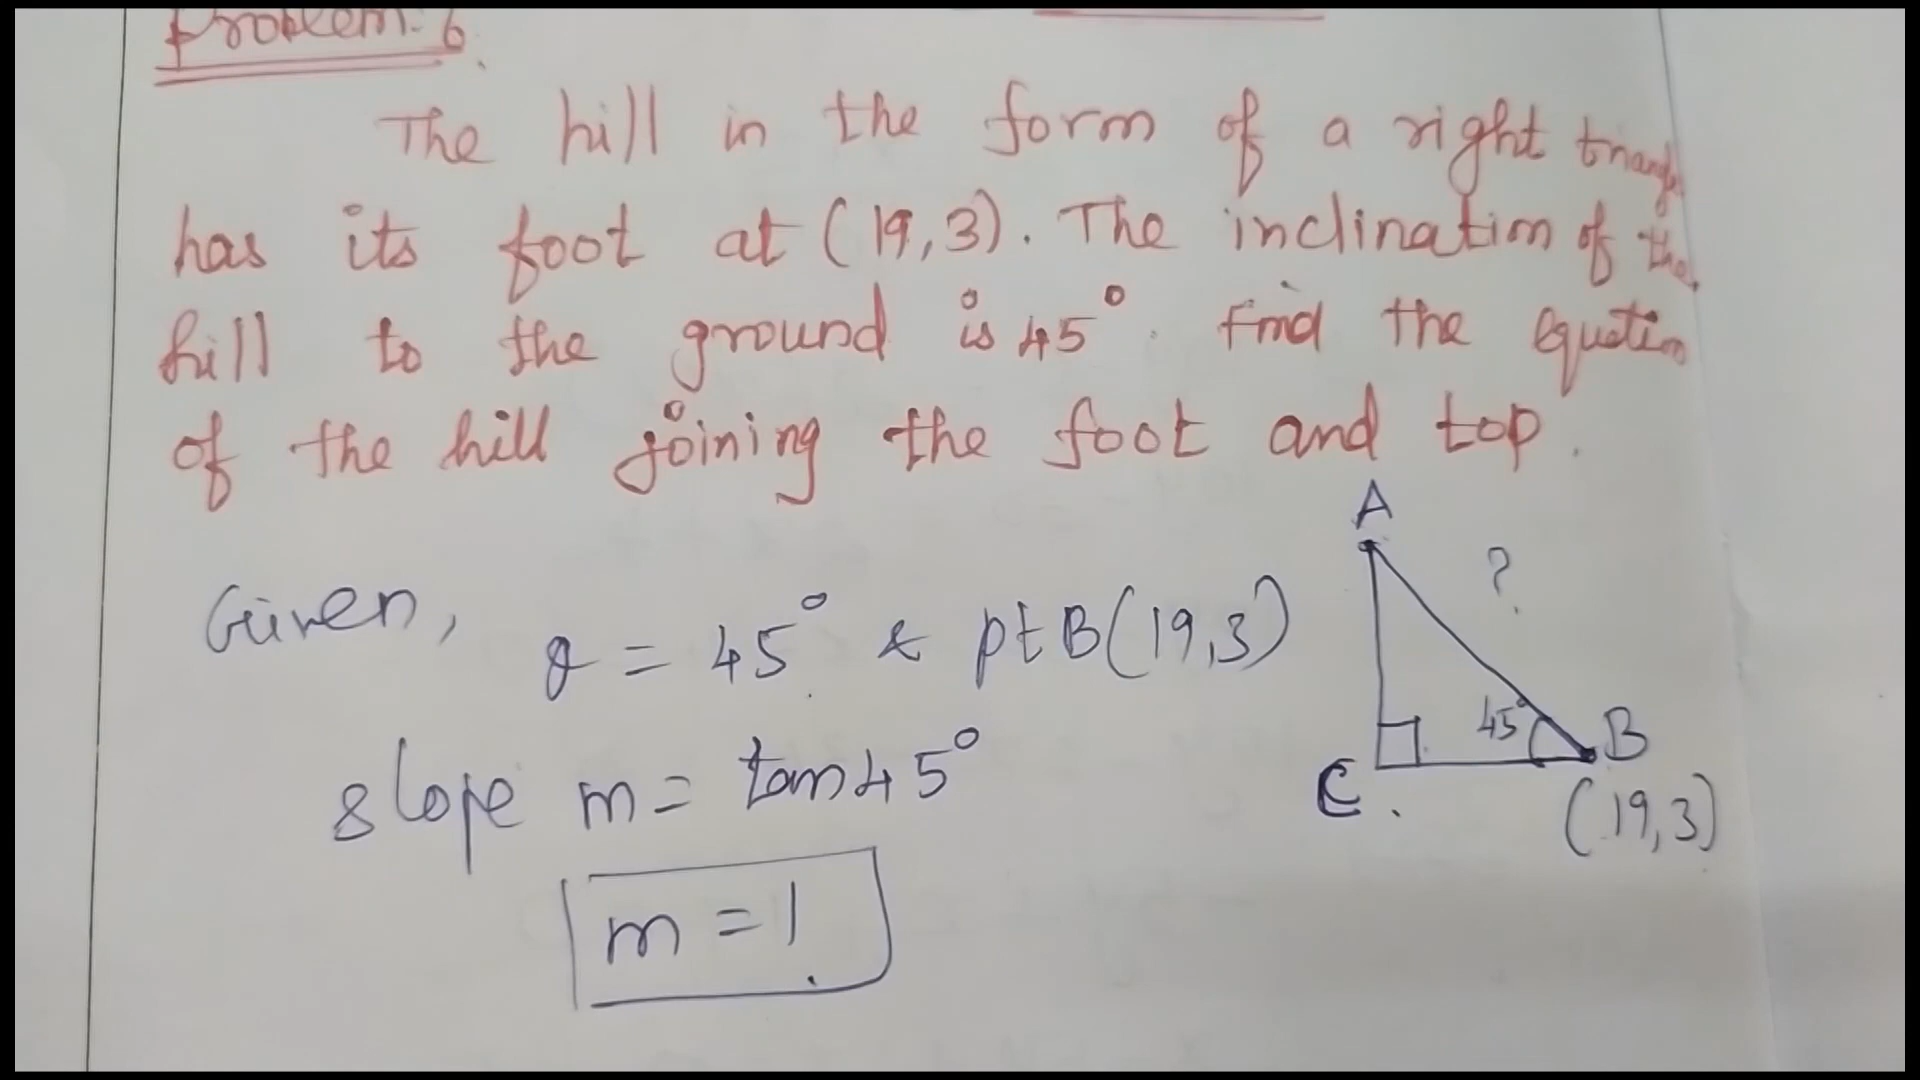 Problem-6.
The hill in the form of a right triangle
has its foot at (19,3). The inclination of the
hill to the ground is 45°. Find the Equation
of the hill joining the foot and top.
A
?
Given, θ = 45° & pt B(19,3)
45°
B
C.
(19,3)
slope m = tan45°
m = 1.